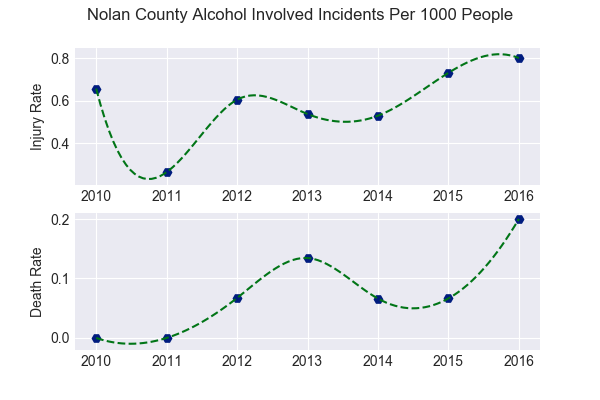 Nolan County Alcohol Involved Incidents Per 1000 People
0.8
0.6
0.4
Injury Rate
2010 2011 2012 2013 2014 2015 2016
0.2
0.1
0.0
Death Rate
2010 2011 2012 2013 2014 2015 2016